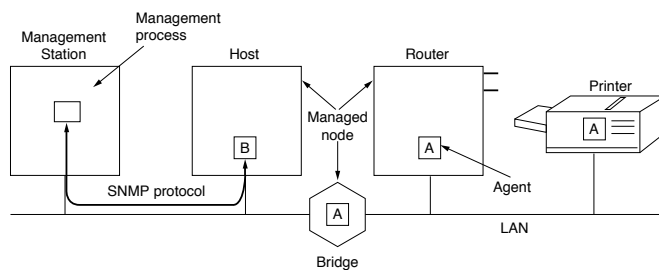 Management
process
Management
Station
Host
Router
Printer
Managed
node
B
A
A
Agent
SNMP protocol
A
LAN
Bridge